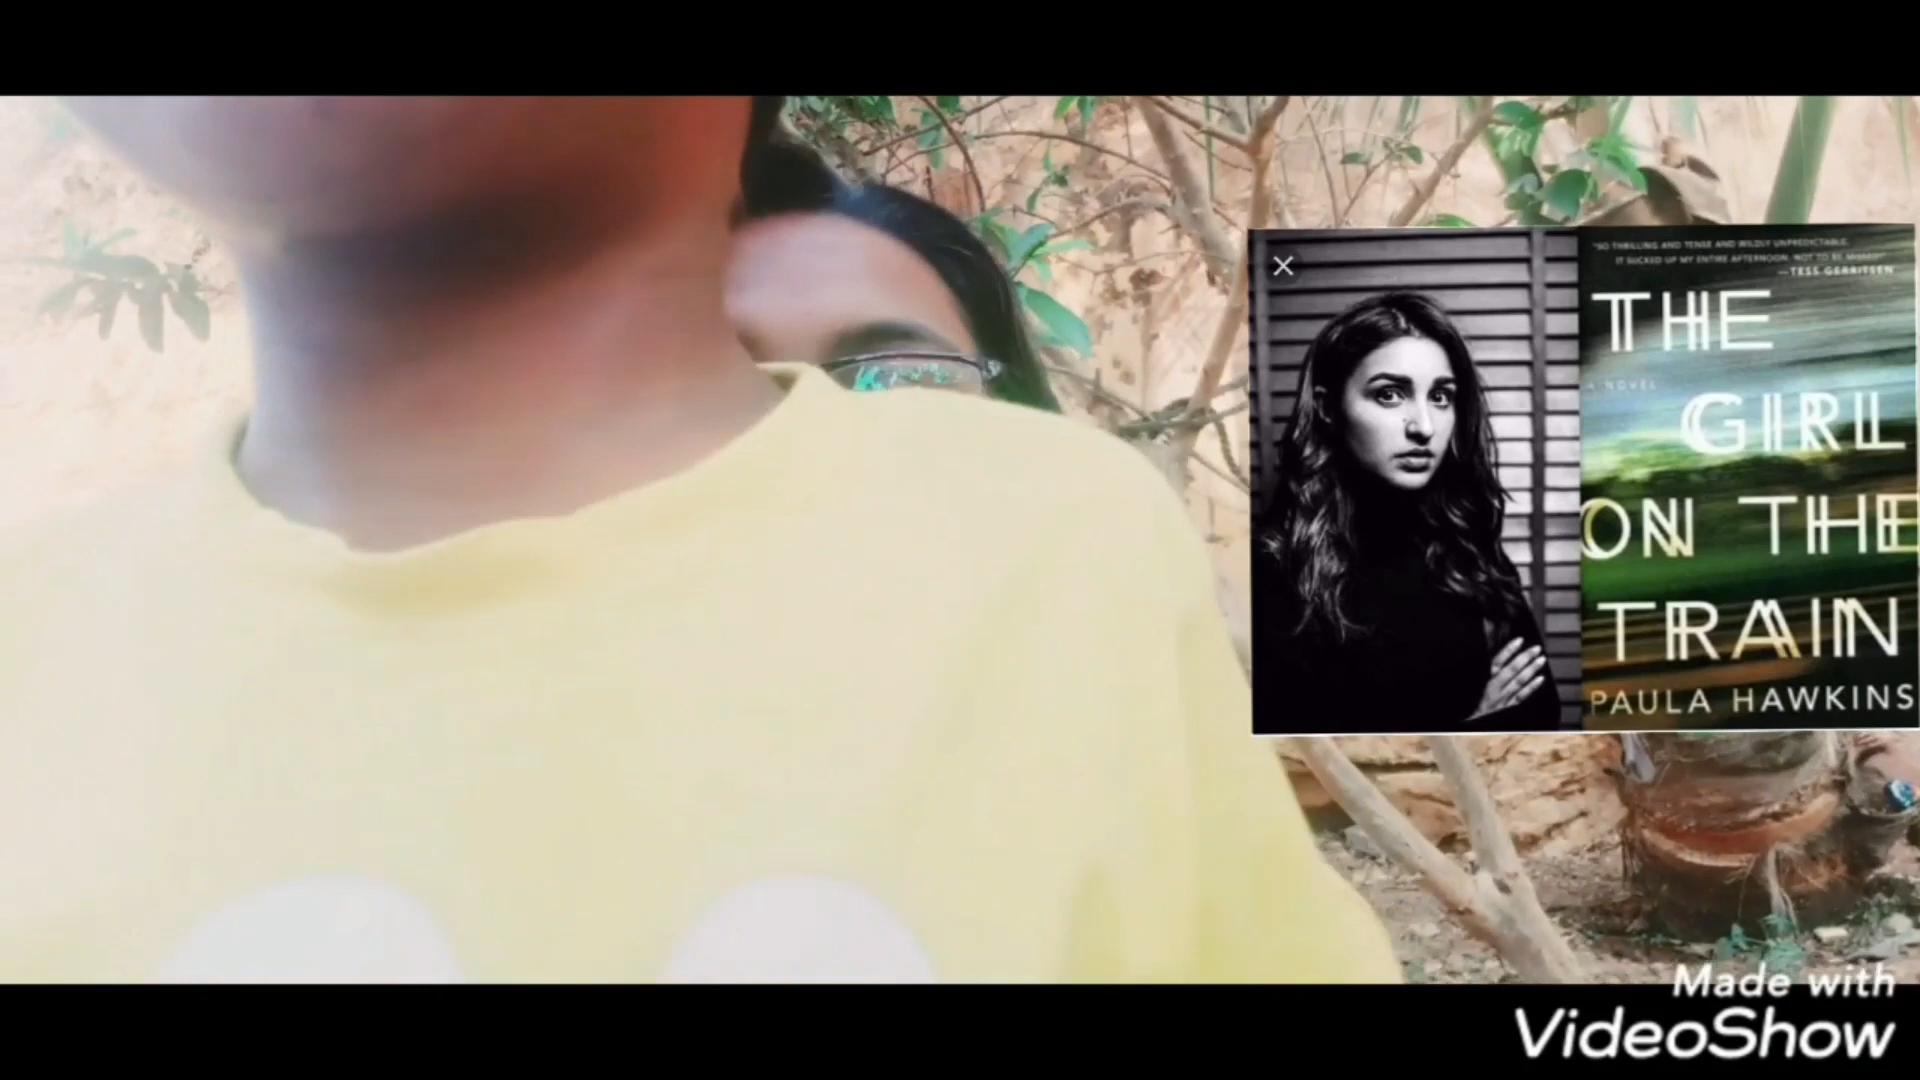 "SO THRILLING AND TENSE AND WILDLY UNPREDICTABLE,
IT SUCKED UP MY ENTIRE AFTERNOON. NOT TO BE MISSED!"
—TESS GERRITSEN
THE
A NOVEL
GIRL
ON THE
TRAIN
PAULA HAWKINS
Made with
VideoShow